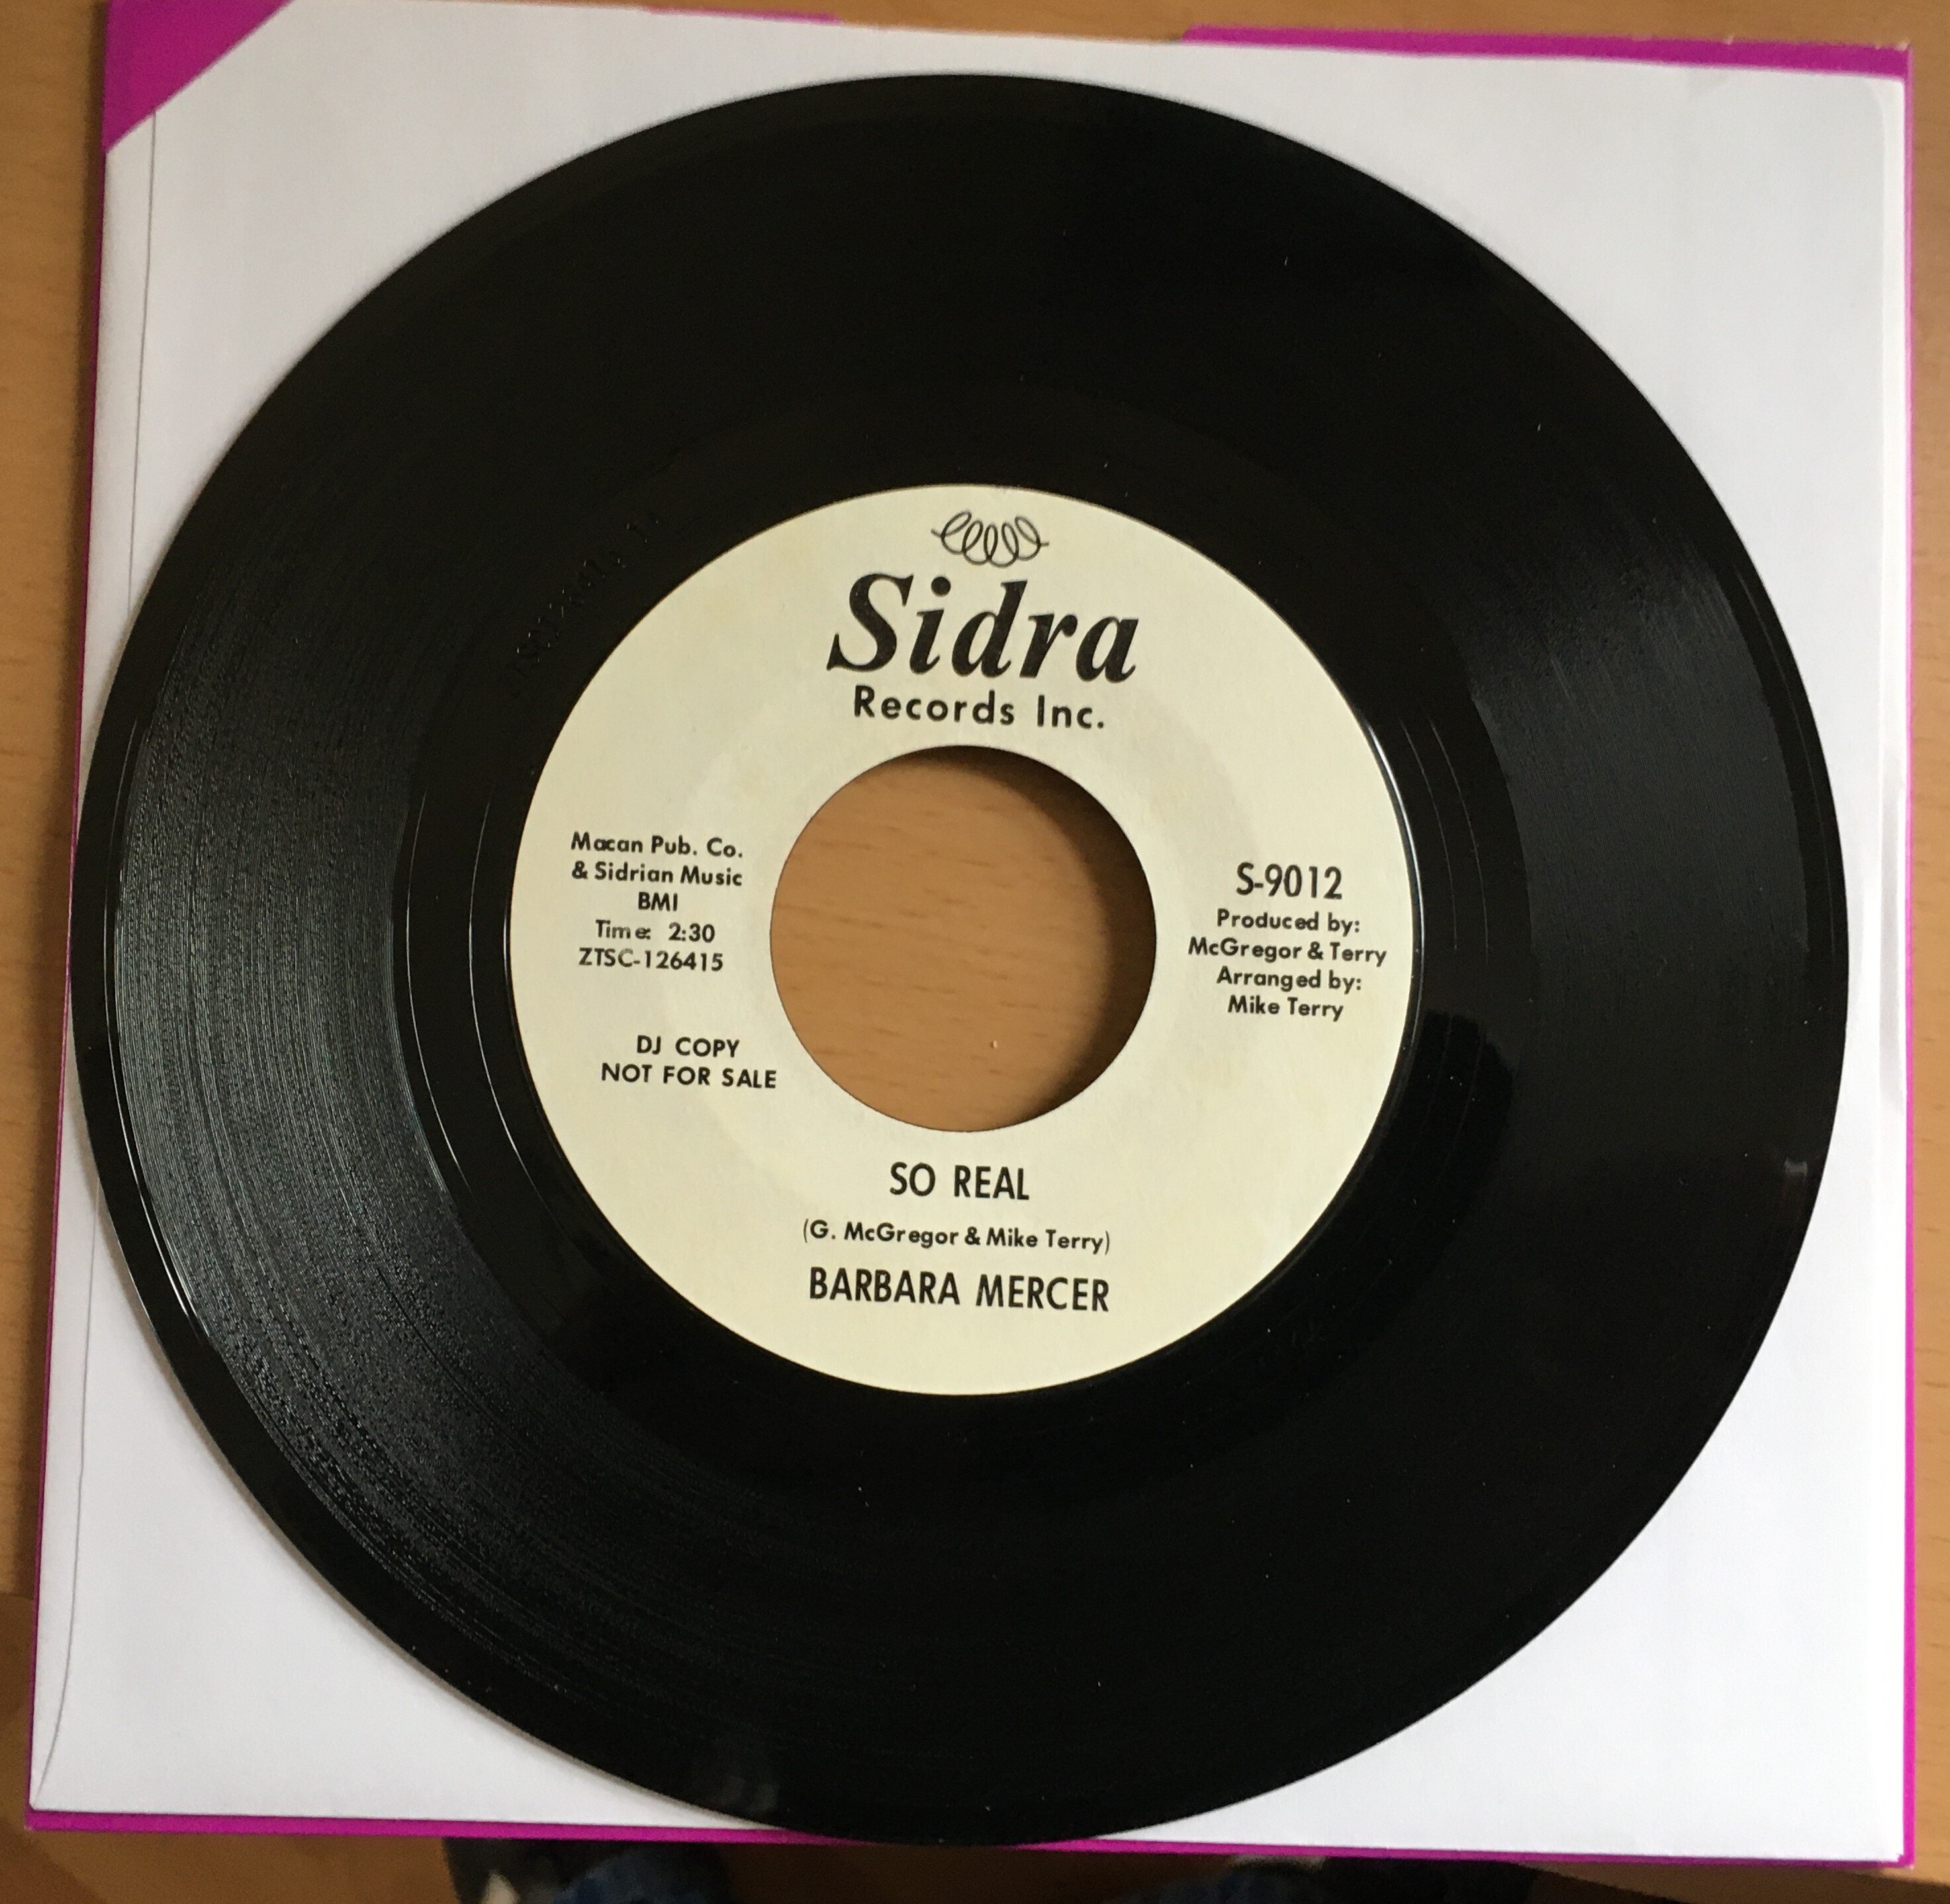 Sidra
Records Inc.
Macan Pub. Co.
& Sidrian Music
BMI
Time: 2:30
ZTSC-126415
DJ COPY
NOT FOR SALE
S-9012
Produced by:
McGregor & Terry
Arranged by:
Mike Terry
SO REAL
(G. McGregor & Mike Terry)
BARBARA MERCER